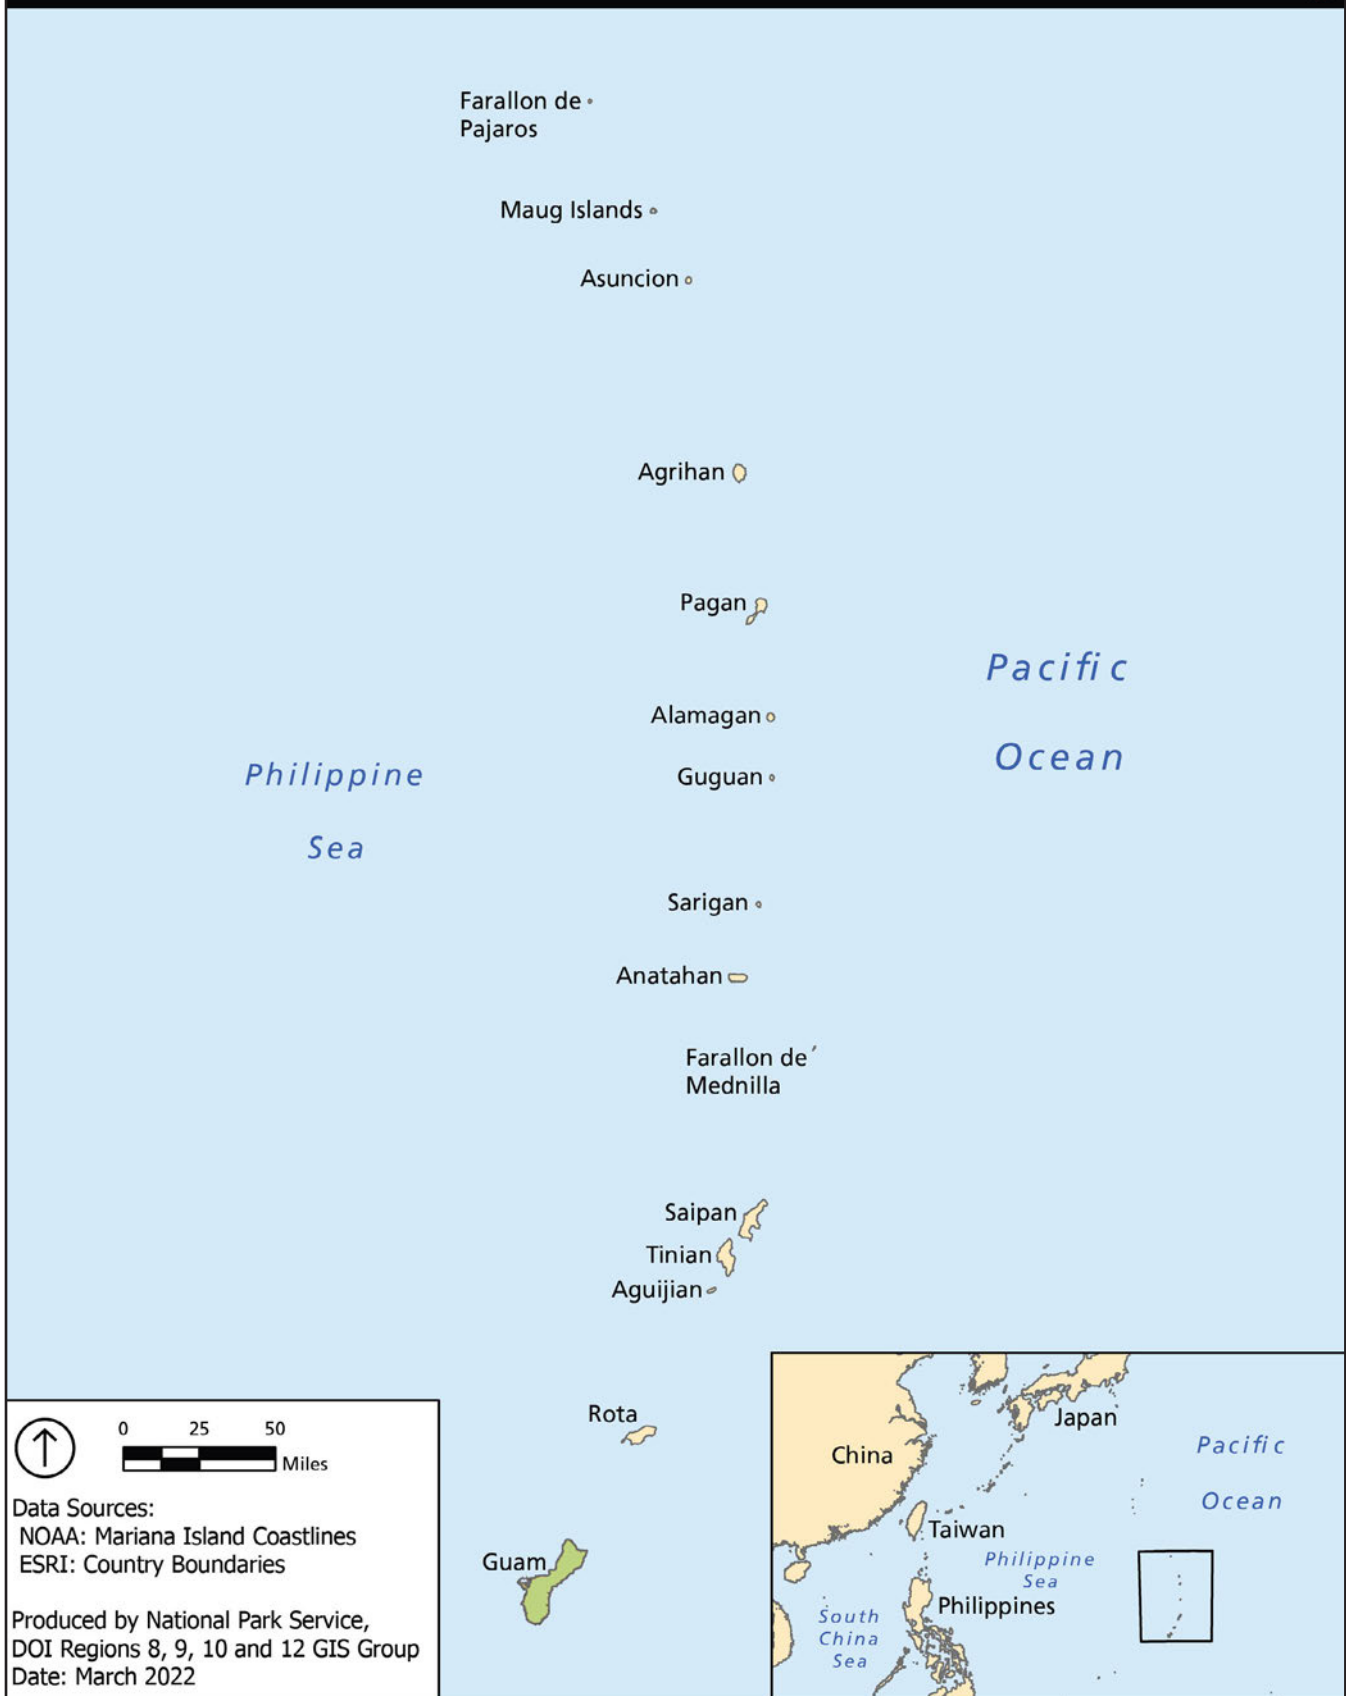 Farallon de
Pajaros
Maug Islands
Asuncion
Agrihan
Pagan
Pacific
Ocean
Alamagan
Philippine
Sea
Guguan
Sarigan
Anatahan
Farallon de
Mednilla
Saipan
Tinian
Aguijian
Rota
Guam
0 25 50
Miles
Data Sources:
NOAA: Mariana Island Coastlines
ESRI: Country Boundaries
Produced by National Park Service,
DOI Regions 8, 9, 10 and 12 GIS Group
Date: March 2022
Japan
China
Pacific
Ocean
Taiwan
Philippine
Sea
Philippines
South
China
Sea